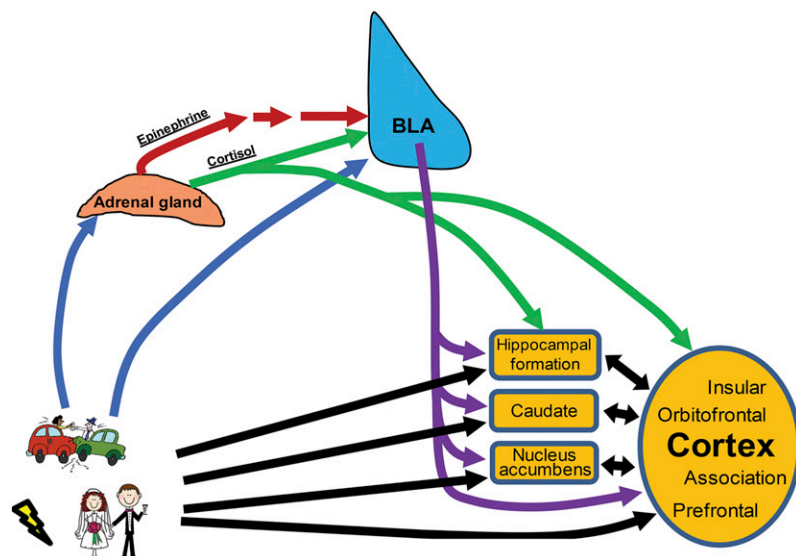 Epinephrine
BLA
Cortisol
Adrenal gland
Hippocampal
formation
Caudate
Nucleus
accumbens
Insular
Orbitofrontal
Cortex
Association
Prefrontal